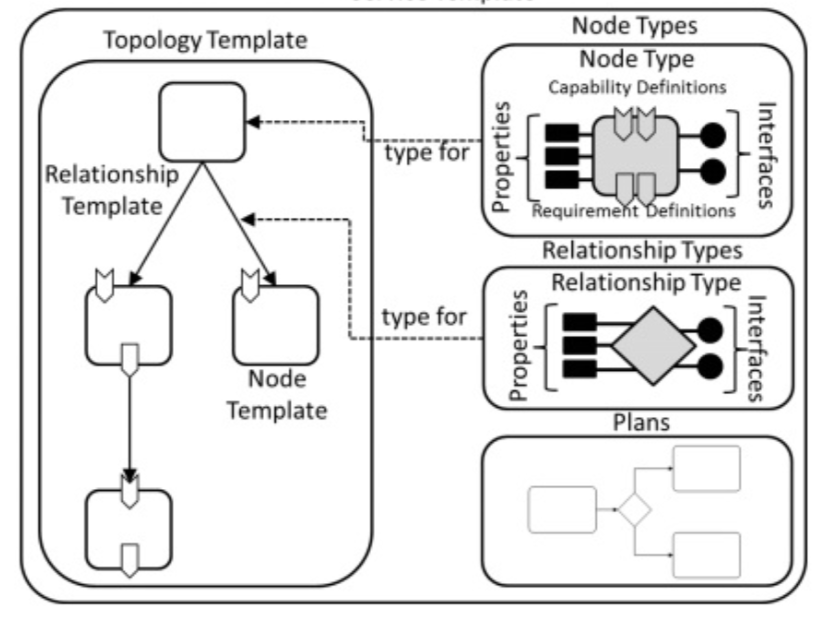 Topology Template
Relationship
Template
Node
Template
type for
type for
Node Types
Node Type
Capability Definitions
Properties
Interfaces
Requirement Definitions
Relationship Types
Relationship Type
Properties
Interfaces
Plans